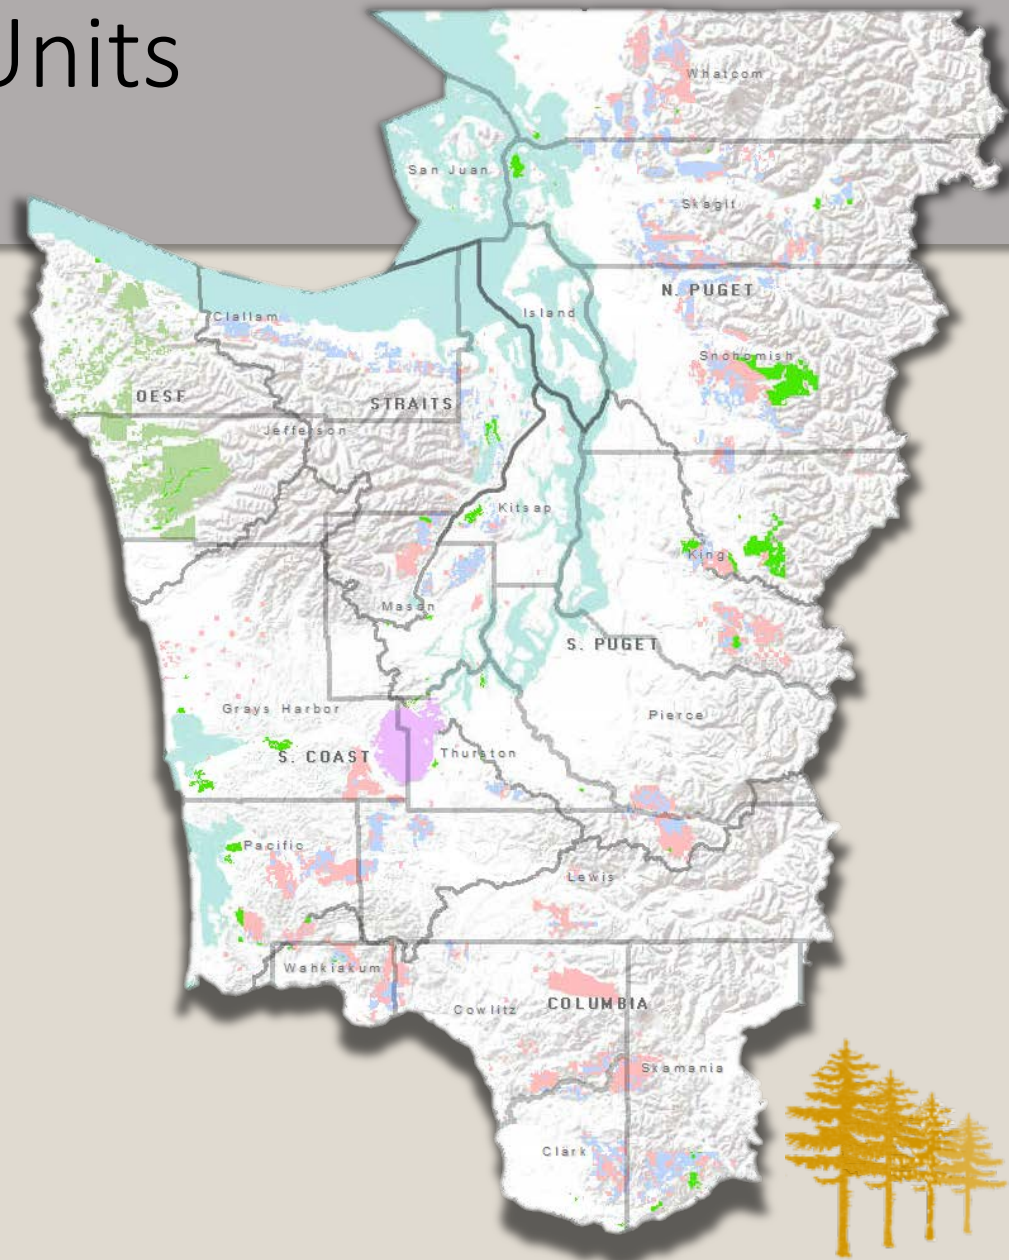 Units
Whatcom
San Juan
Skagit
N. PUGET
Island
Clallam
Snohomish
OESF
STRAITS
Jefferson
Kitsap
King
Mason
S. PUGET
Grays Harbor
Pierce
S. COAST
Thurston
Pacific
Lewis
Wahkiakum
COLUMBIA
Cowlitz
Skamania
Clark